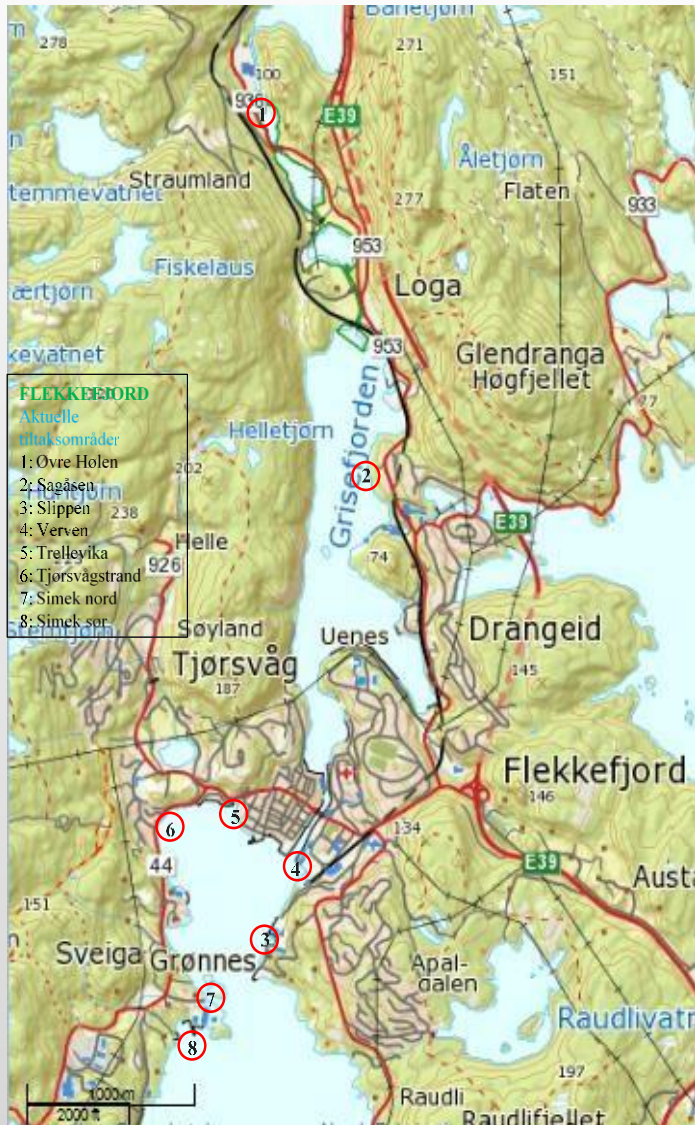 Banetjørn
278
271
100
151
936
1
E39
Åletjørn
Straumland
Flaten
temmevatnet
277
933
953
Fiskelaus
Loga
ærtjørn
953
kevatnet
Glendranga
Høgfjellet
27
FLEKKEFJORD
Aktuelle
tiltaksområder
1: Øvre Hølen
2: Sagåsen
3: Slippen
4: Verven
5: Trellevika
6: Tjørsvågstrand
7: Simek nord
8: Simek sør
Helletjørn
Grisefjorden
202
2
238
E39
Helle
74
926
Søyland
Uenes
Drangeid
Tjørsvåg
145
187
Flekkefjord
146
5
6
134
4
44
E39
Austa
151
3
Sveiga
Grønnes
Apal-
dalen
7
Raudlivatn
8
197
1000 m
2000 ft
Raudli
Raudlifjellet